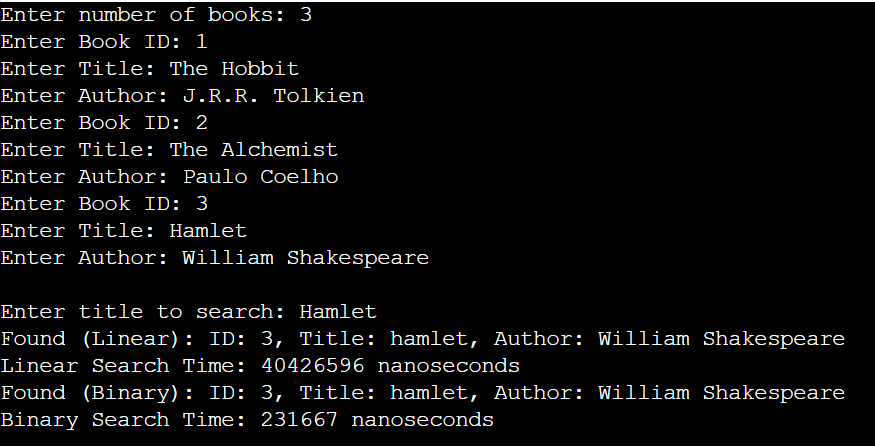 Enter number of books: 3
Enter Book ID: 1
Enter Title: The Hobbit
Enter Author: J.R.R. Tolkien
Enter Book ID: 2
Enter Title: The Alchemist
Enter Author: Paulo Coelho
Enter Book ID: 3
Enter Title: Hamlet
Enter Author: William Shakespeare
Enter title to search: Hamlet
Found (Linear): ID: 3, Title: hamlet, Author: William Shakespeare
Linear Search Time: 40426596 nanoseconds
Found (Binary): ID: 3, Title: hamlet, Author: William Shakespeare
Binary Search Time: 231667 nanoseconds